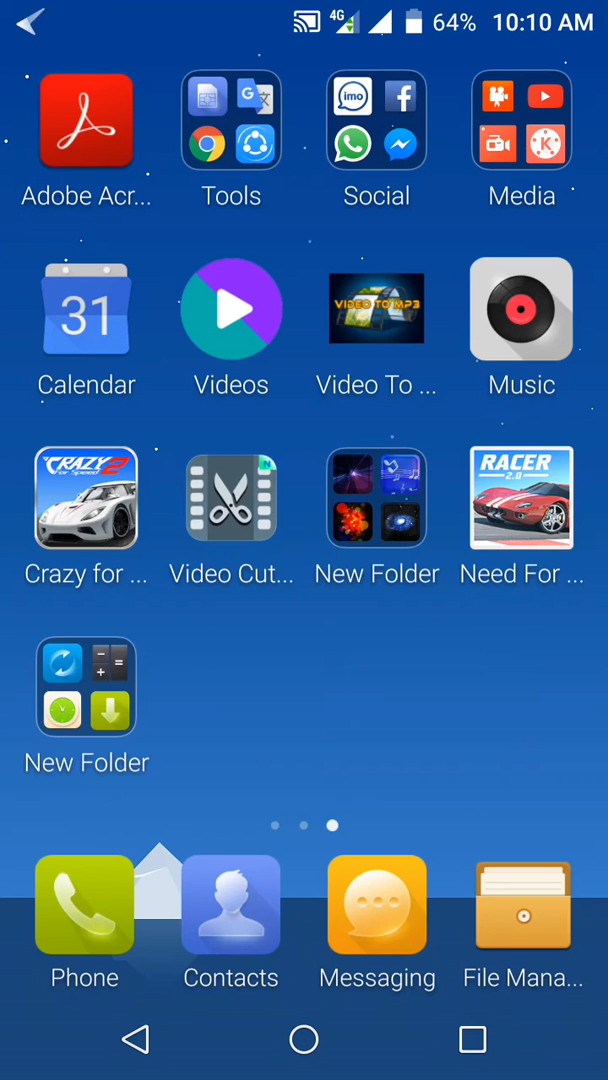 4G 64% 10:10 AM
imo
Adobe Acr... Tools Social Media
31 VIDEO TO MP3
Calendar Videos Video To ... Music
CRAZY 2 N RACER
for Speed 2.0
Crazy for ... Video Cut... New Folder Need For ...
New Folder
Phone Contacts Messaging File Mana...